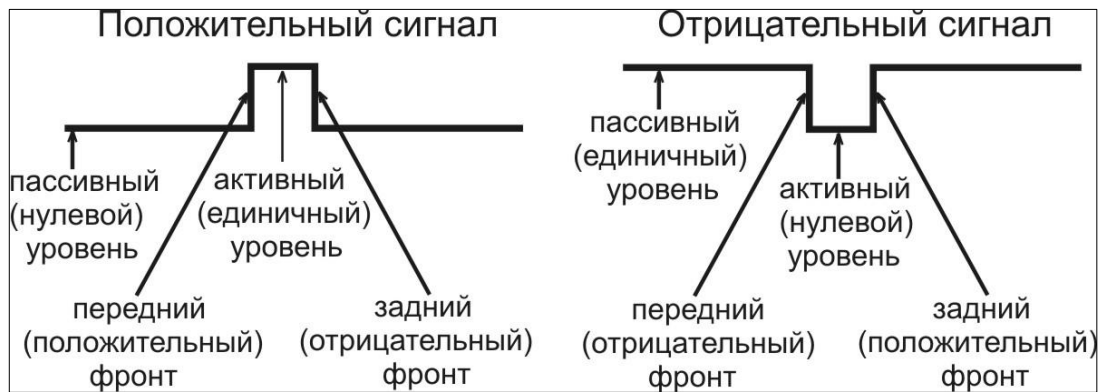 Положительный сигнал
пассивный
(нулевой)
уровень
активный
(единичный)
уровень
передний
(положительный)
фронт
задний
(отрицательный)
фронт
Отрицательный сигнал
пассивный
(единичный)
уровень
активный
(нулевой)
уровень
передний
(отрицательный)
фронт
задний
(положительный)
фронт